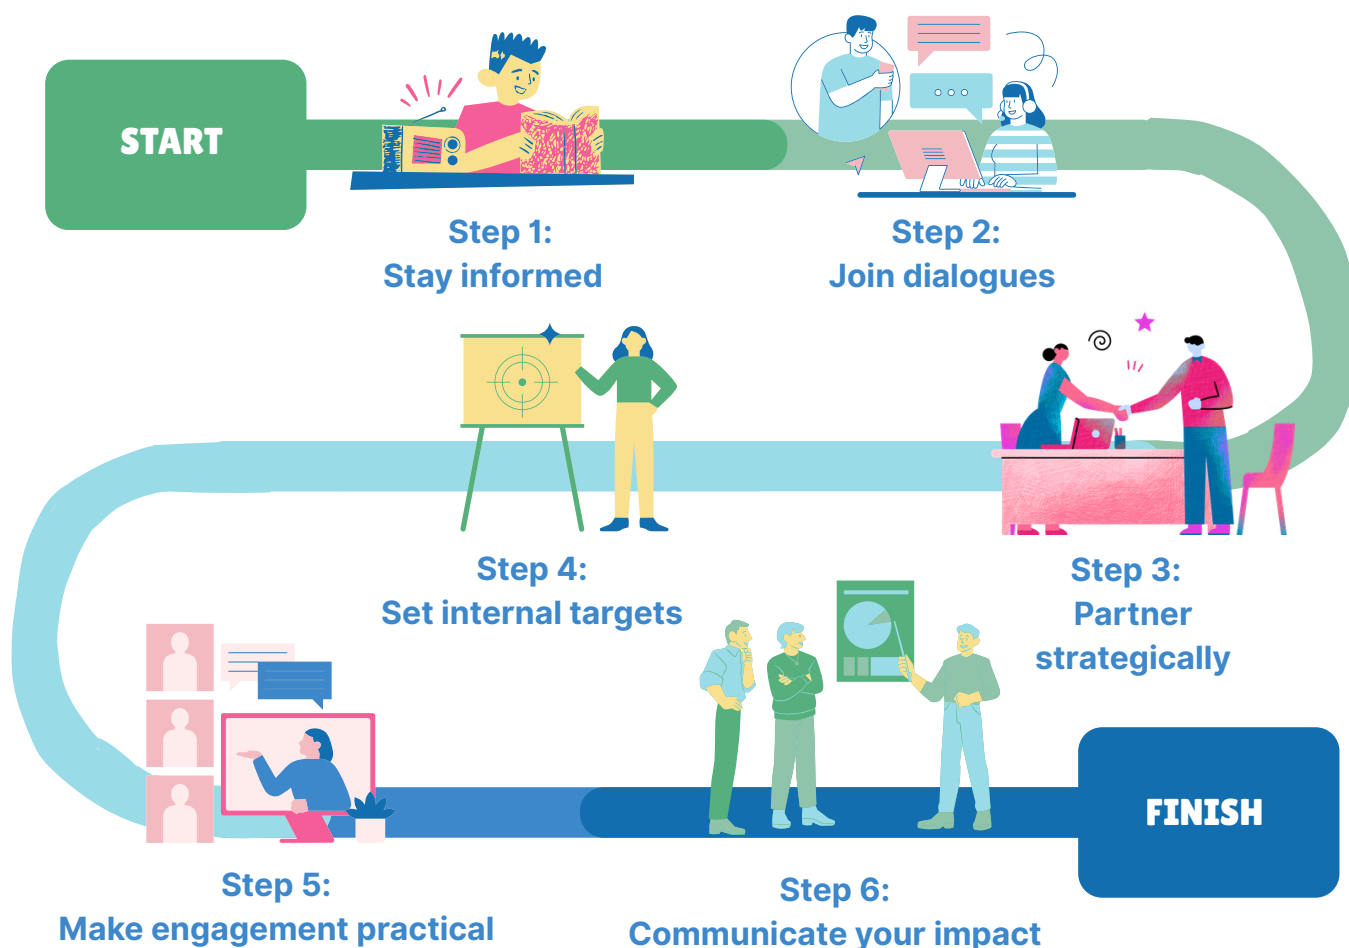 START
Step 1:
Stay informed
Step 2:
Join dialogues
Step 3:
Partner
strategically
Step 4:
Set internal targets
Step 5:
Make engagement practical
Step 6:
Communicate your impact
FINISH